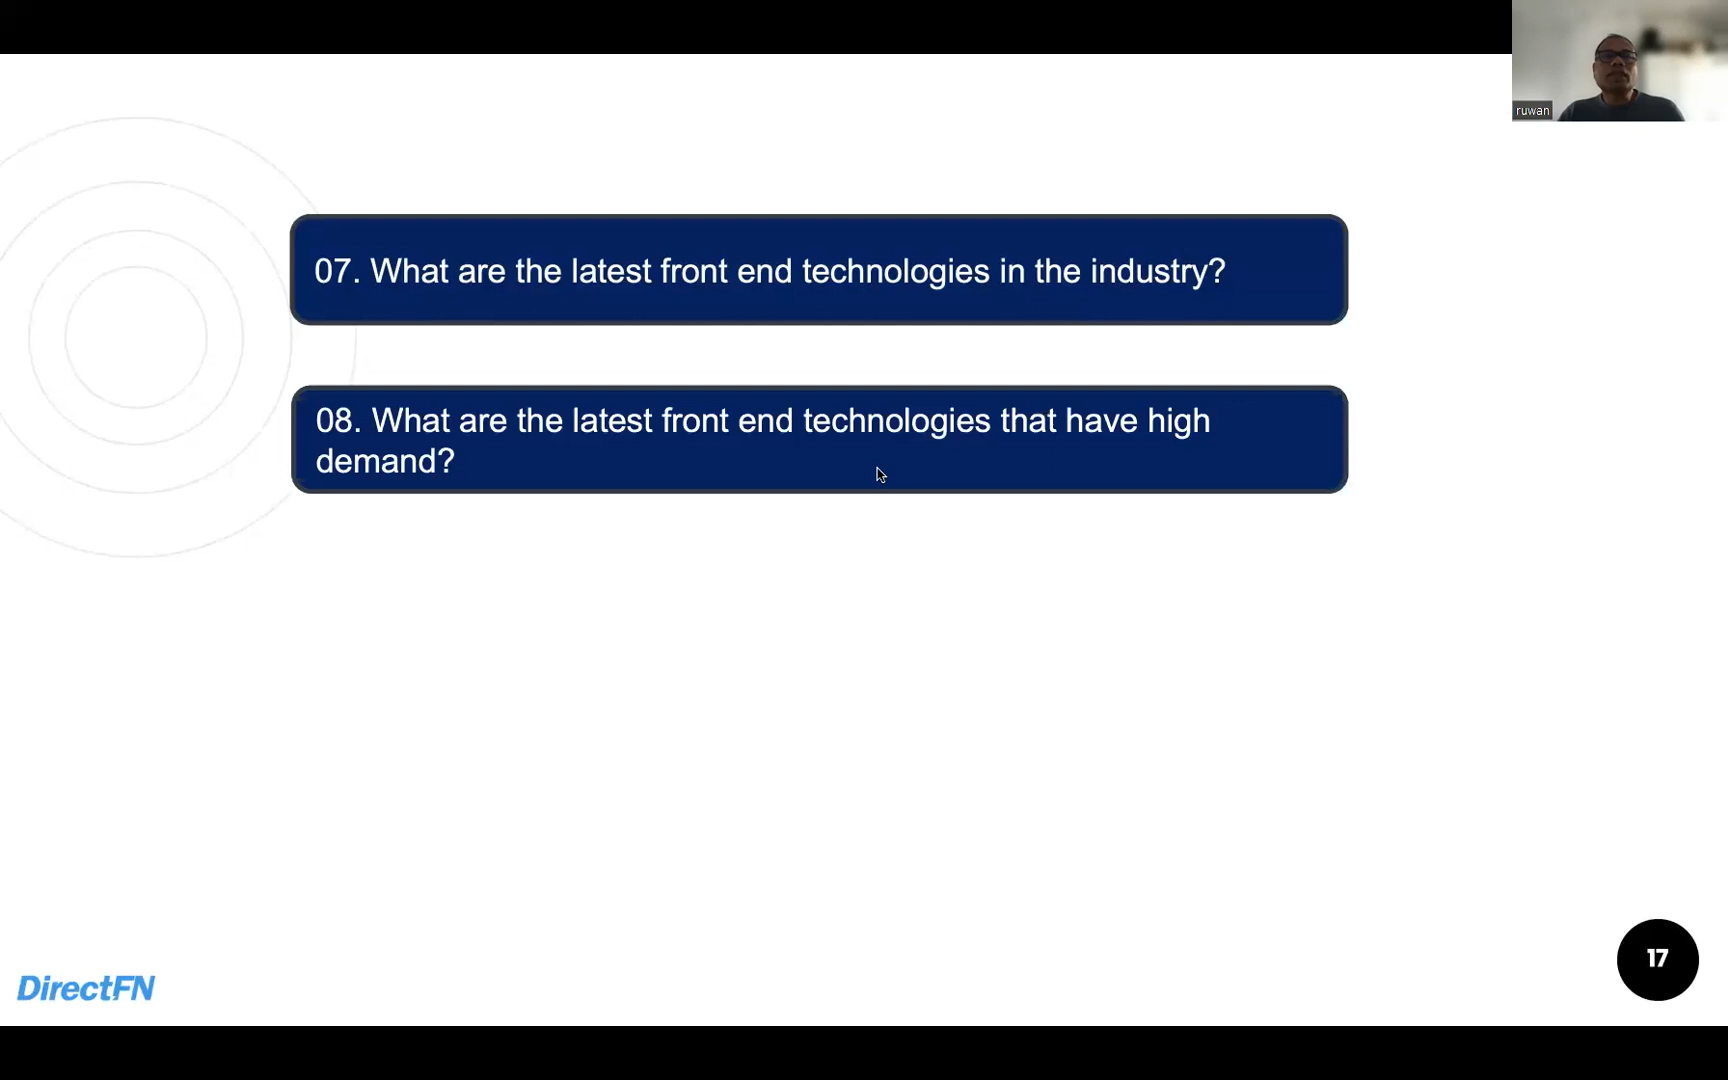 ruwan
07. What are the latest front end technologies in the industry?
08. What are the latest front end technologies that have high
demand?
DirectFN
17